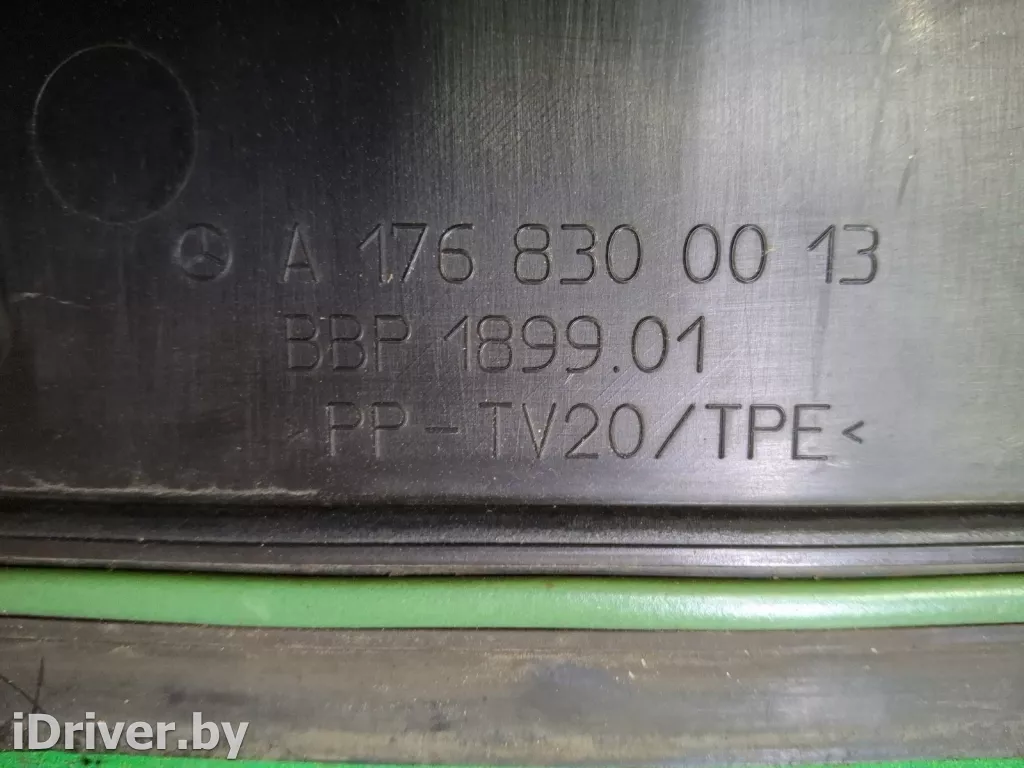 A 176 830 00 13
BBP 1899.01
>PP-TV20/TPE<
iDriver.by